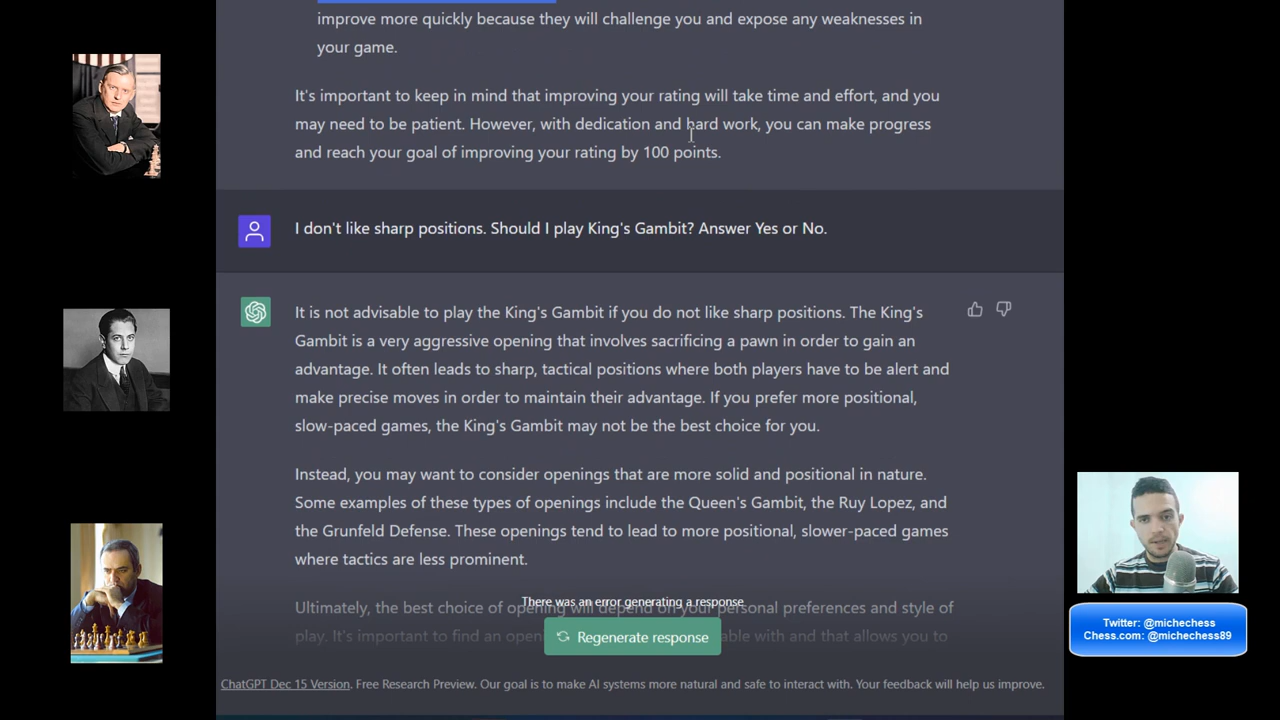 improve more quickly because they will challenge you and expose any weaknesses in
your game.
It's important to keep in mind that improving your rating will take time and effort, and you
may need to be patient. However, with dedication and hard work, you can make progress
and reach your goal of improving your rating by 100 points.
I don't like sharp positions. Should I play King's Gambit? Answer Yes or No.
It is not advisable to play the King's Gambit if you do not like sharp positions. The King's
Gambit is a very aggressive opening that involves sacrificing a pawn in order to gain an
advantage. It often leads to sharp, tactical positions where both players have to be alert and
make precise moves in order to maintain their advantage. If you prefer more positional,
slow-paced games, the King's Gambit may not be the best choice for you.
Instead, you may want to consider openings that are more solid and positional in nature.
Some examples of these types of openings include the Queen's Gambit, the Ruy Lopez, and
the Grunfeld Defense. These openings tend to lead to more positional, slower-paced games
where tactics are less prominent.
There was an error generating a response
Ultimately, the best choice of opening will depend on your personal preferences and style of
play. It's important to find an open with and that allows you to
Regenerate response
ChatGPT Dec 15 Version. Free Research Preview. Our goal is to make AI systems more natural and safe to interact with. Your feedback will help us improve.
Twitter: @michechess
Chess.com: @michechess89